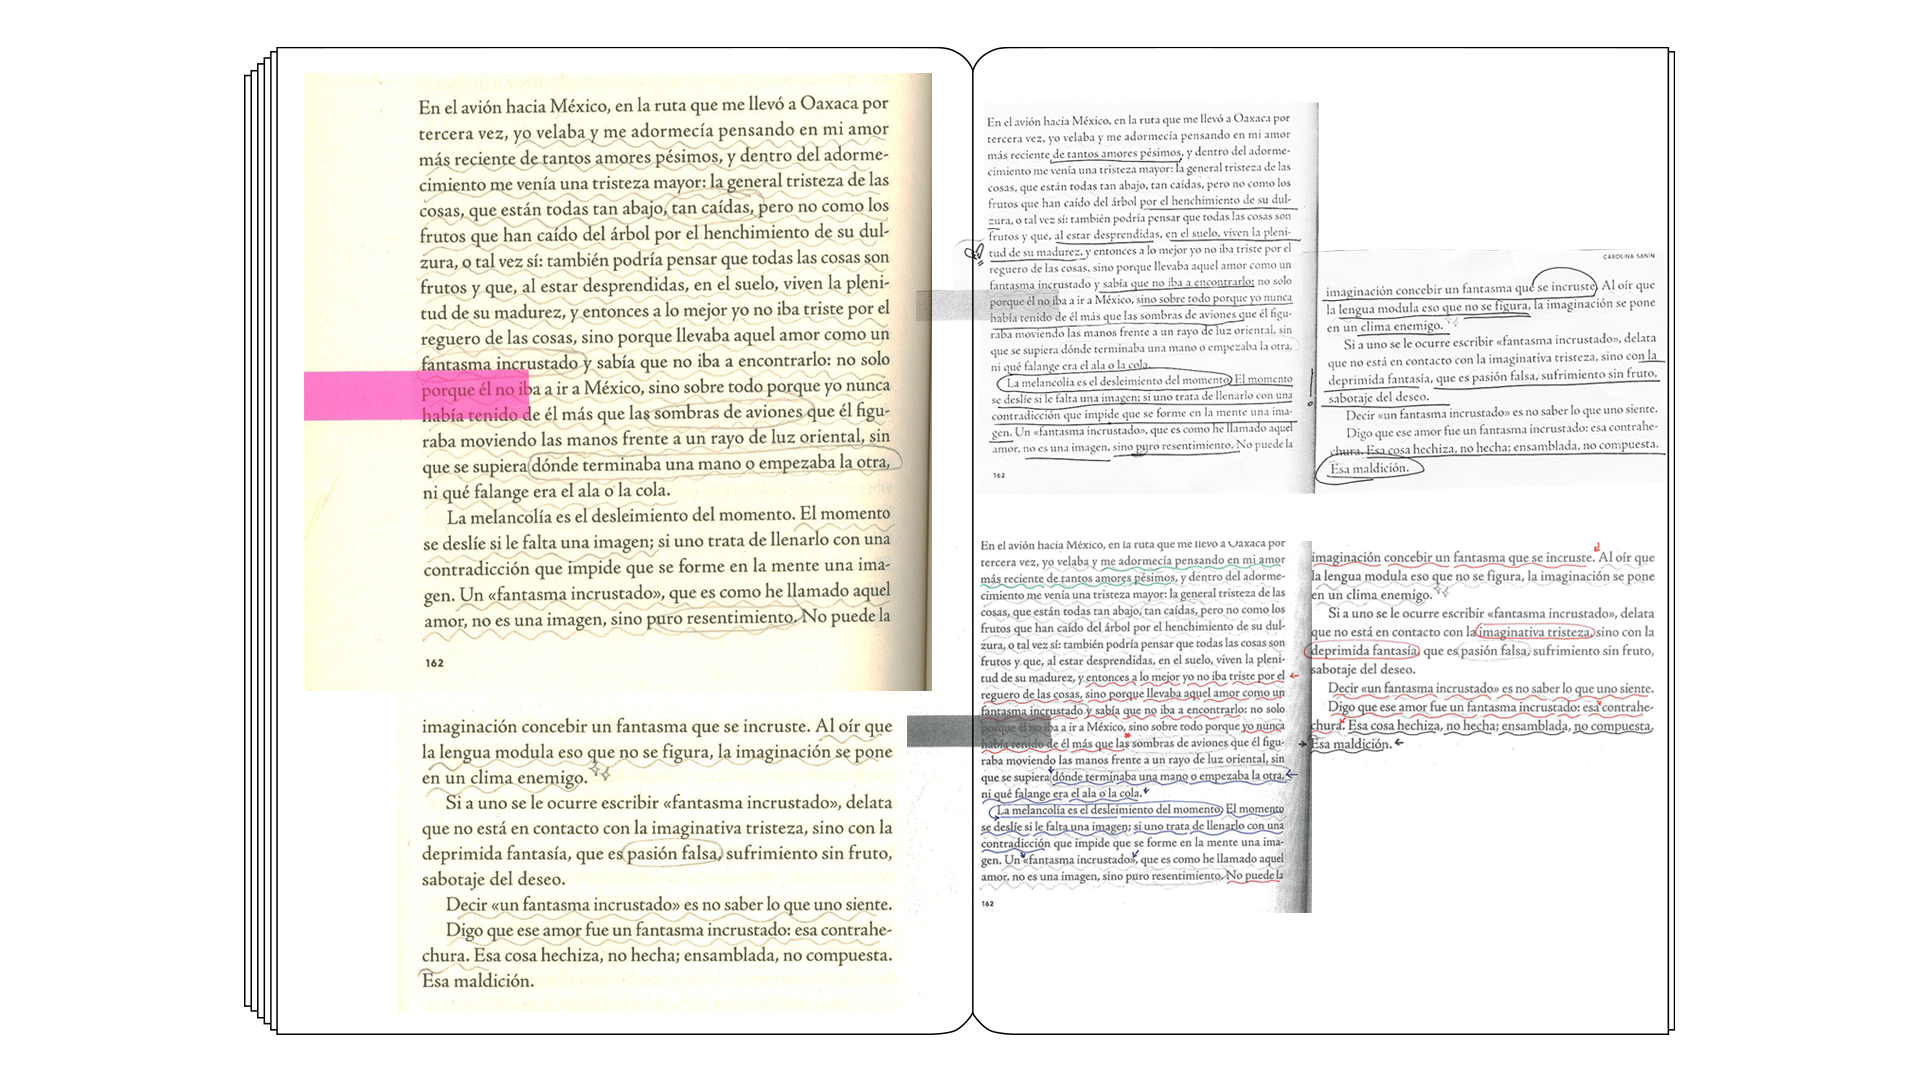 En el avión hacia México, en la ruta que me llevó a Oaxaca por
tercera vez, yo velaba y me adormecía pensando en mi amor
más reciente de tantos amores pésimos, y dentro del adorme-
cimiento me venía una tristeza mayor: la general tristeza de las
cosas, que están todas tan abajo, tan caídas, pero no como los
frutos que han caído del árbol por el henchimiento de su dul-
zura, o tal vez sí: también podría pensar que todas las cosas son
frutos y que, al estar desprendidas, en el suelo, viven la pleni-
tud de su madurez, y entonces a lo mejor yo no iba triste por el
reguero de las cosas, sino porque llevaba aquel amor como un
fantasma incrustado y sabía que no iba a encontrarlo: no solo
porque él no iba a ir a México, sino sobre todo porque yo nunca
había tenido de él más que las sombras de aviones que él figu-
raba moviendo las manos frente a un rayo de luz oriental, sin
que se supiera dónde terminaba una mano o empezaba la otra,
ni qué falange era el ala o la cola.
La melancolía es el desleimiento del momento. El momento
se deslíe si le falta una imagen; si uno trata de llenarlo con una
contradicción que impide que se forme en la mente una ima-
gen. Un «fantasma incrustado», que es como he llamado aquel
amor, no es una imagen, sino puro resentimiento. No puede la
162
imaginación concebir un fantasma que se incruste. Al oír que
la lengua modula eso que no se figura, la imaginación se pone
en un clima enemigo.
Si a uno se le ocurre escribir «fantasma incrustado», delata
que no está en contacto con la imaginativa tristeza, sino con la
deprimida fantasía, que es pasión falsa, sufrimiento sin fruto,
sabotaje del deseo.
Decir «un fantasma incrustado» es no saber lo que uno siente.
Digo que ese amor fue un fantasma incrustado: esa contrahe-
chura. Esa cosa hechiza, no hecha; ensamblada, no compuesta.
Esa maldición.
En el avión hacia México, en la ruta que me llevó a Oaxaca por
tercera vez, yo velaba y me adormecía pensando en mi amor
más reciente de tantos amores pésimos, y dentro del adorme-
cimiento me venía una tristeza mayor: la general tristeza de las
cosas, que están todas tan abajo, tan caídas, pero no como los
frutos que han caído del árbol por el henchimiento de su dul-
zura, o tal vez sí: también podría pensar que todas las cosas son
frutos y que, al estar desprendidas, en el suelo, viven la pleni-
tud de su madurez, y entonces a lo mejor yo no iba triste por el
reguero de las cosas, sino porque llevaba aquel amor como un
fantasma incrustado y sabía que no iba a encontrarlo: no solo
porque él no iba a ir a México, sino sobre todo porque yo nunca
había tenido de él más que las sombras de aviones que él figu-
raba moviendo las manos frente a un rayo de luz oriental, sin
que se supiera dónde terminaba una mano o empezaba la otra,
ni qué falange era el ala o la cola.
La melancolía es el desleimiento del momento. El momento
se deslíe si le falta una imagen; si uno trata de llenarlo con una
contradicción que impide que se forme en la mente una ima-
gen. Un «fantasma incrustado», que es como he llamado aquel
amor, no es una imagen, sino puro resentimiento. No puede la
162
CAROLINA SANÍN
imaginación concebir un fantasma que se incruste. Al oír que
la lengua modula eso que no se figura, la imaginación se pone
en un clima enemigo.
Si a uno se le ocurre escribir «fantasma incrustado», delata
que no está en contacto con la imaginativa tristeza, sino con la
deprimida fantasía, que es pasión falsa, sufrimiento sin fruto,
sabotaje del deseo.
Decir «un fantasma incrustado» es no saber lo que uno siente.
Digo que ese amor fue un fantasma incrustado: esa contrahe-
chura. Esa cosa hechiza, no hecha; ensamblada, no compuesta.
Esa maldición.
En el avión hacia México, en la ruta que me llevó a Oaxaca por
tercera vez, yo velaba y me adormecía pensando en mi amor
más reciente de tantos amores pésimos, y dentro del adorme-
cimiento me venía una tristeza mayor: la general tristeza de las
cosas, que están todas tan abajo, tan caídas, pero no como los
frutos que han caído del árbol por el henchimiento de su dul-
zura, o tal vez sí: también podría pensar que todas las cosas son
frutos y que, al estar desprendidas, en el suelo, viven la pleni-
tud de su madurez, y entonces a lo mejor yo no iba triste por el
reguero de las cosas, sino porque llevaba aquel amor como un
fantasma incrustado y sabía que no iba a encontrarlo: no solo
porque él no iba a ir a México, sino sobre todo porque yo nunca
había tenido de él más que las sombras de aviones que él figu-
raba moviendo las manos frente a un rayo de luz oriental, sin
que se supiera dónde terminaba una mano o empezaba la otra,
ni qué falange era el ala o la cola.
La melancolía es el desleimiento del momento. El momento
se deslíe si le falta una imagen; si uno trata de llenarlo con una
contradicción que impide que se forme en la mente una ima-
gen. Un «fantasma incrustado», que es como he llamado aquel
amor, no es una imagen, sino puro resentimiento. No puede la
162
imaginación concebir un fantasma que se incruste. Al oír que
la lengua modula eso que no se figura, la imaginación se pone
en un clima enemigo.
Si a uno se le ocurre escribir «fantasma incrustado», delata
que no está en contacto con la imaginativa tristeza, sino con la
deprimida fantasía, que es pasión falsa, sufrimiento sin fruto,
sabotaje del deseo.
Decir «un fantasma incrustado» es no saber lo que uno siente.
Digo que ese amor fue un fantasma incrustado: esa contrahe-
chura. Esa cosa hechiza, no hecha; ensamblada, no compuesta.
Esa maldición.